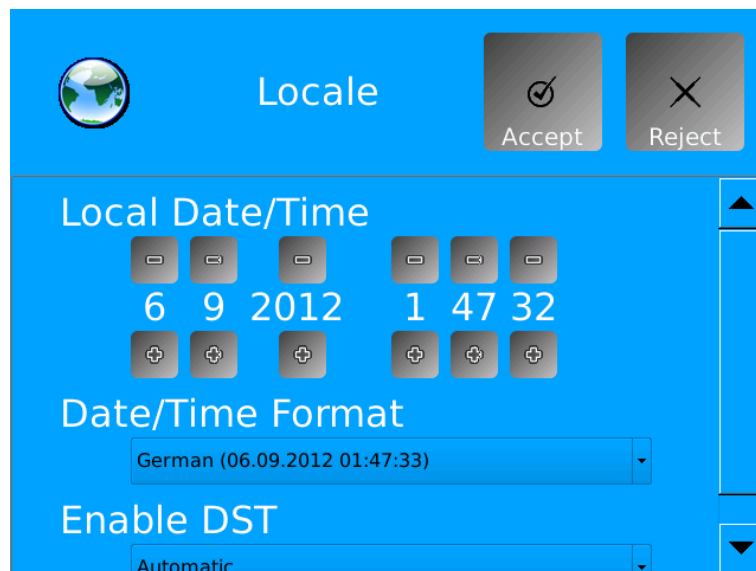 Locale
Accept
Reject
Local Date/Time
6 9 2012 1 47 32
Date/Time Format
German (06.09.2012 01:47:33)
Enable DST
Automatic